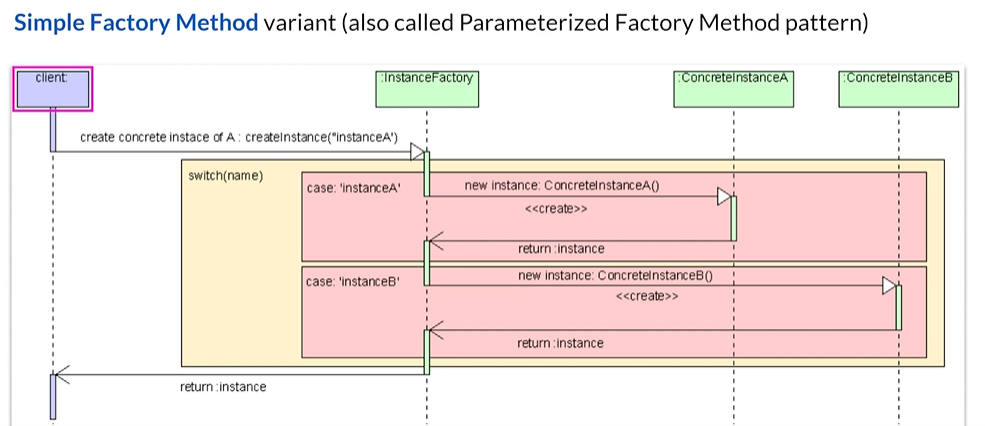 Simple Factory Method variant (also called Parameterized Factory Method pattern)
client:
:InstanceFactory
:ConcreteInstanceA
:ConcreteInstanceB
create concrete instace of A : createInstance("instanceA')
switch(name)
case: 'instanceA'
new instance: ConcreteInstanceA()
<<create>>
return :instance
case: 'instanceB'
new instance: ConcreteInstanceB()
<<create>>
return :instance
return :instance